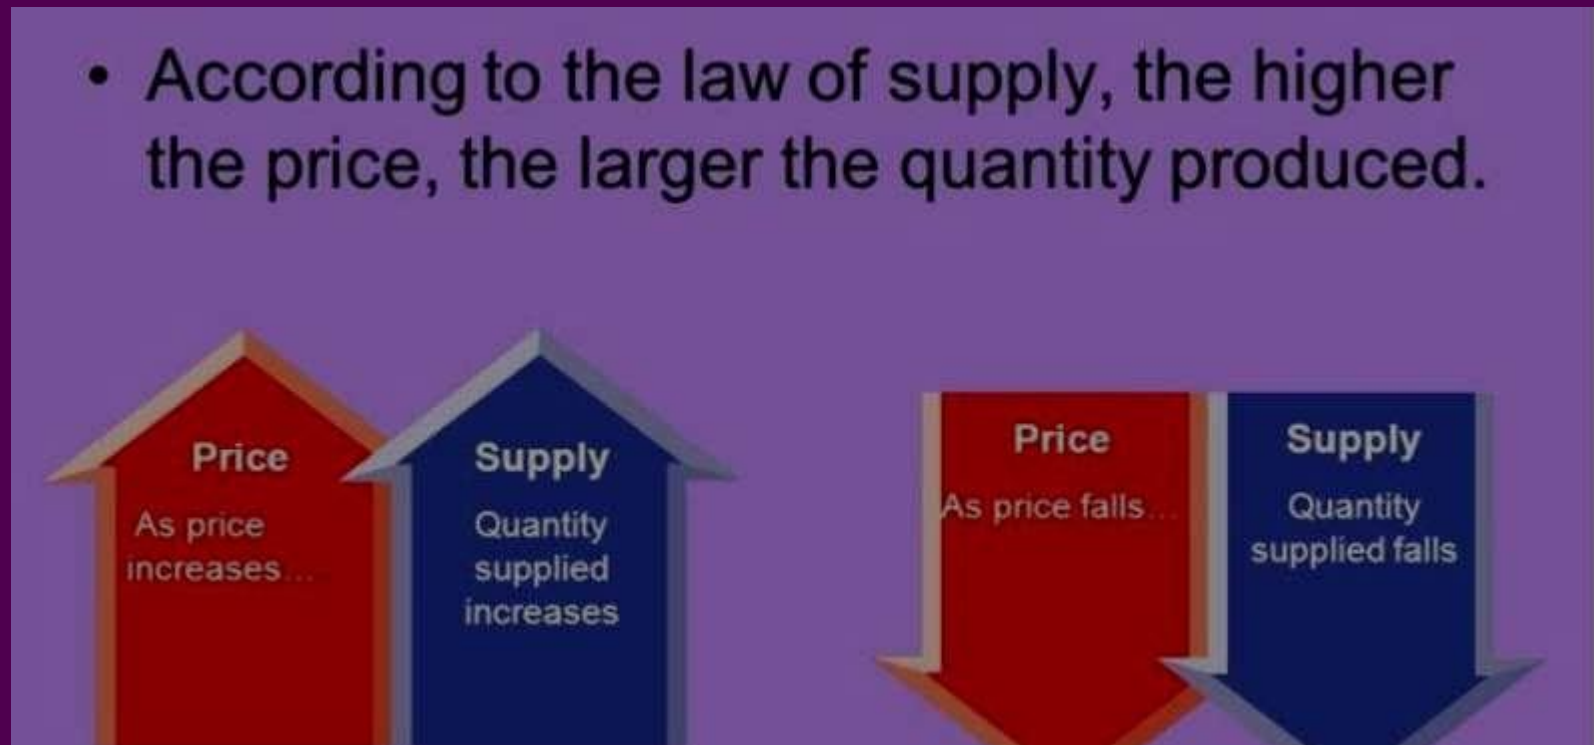 • According to the law of supply, the higher
the price, the larger the quantity produced.
Price
As price
increases...
Supply
Quantity
supplied
increases
Price
As price falls...
Supply
Quantity
supplied falls